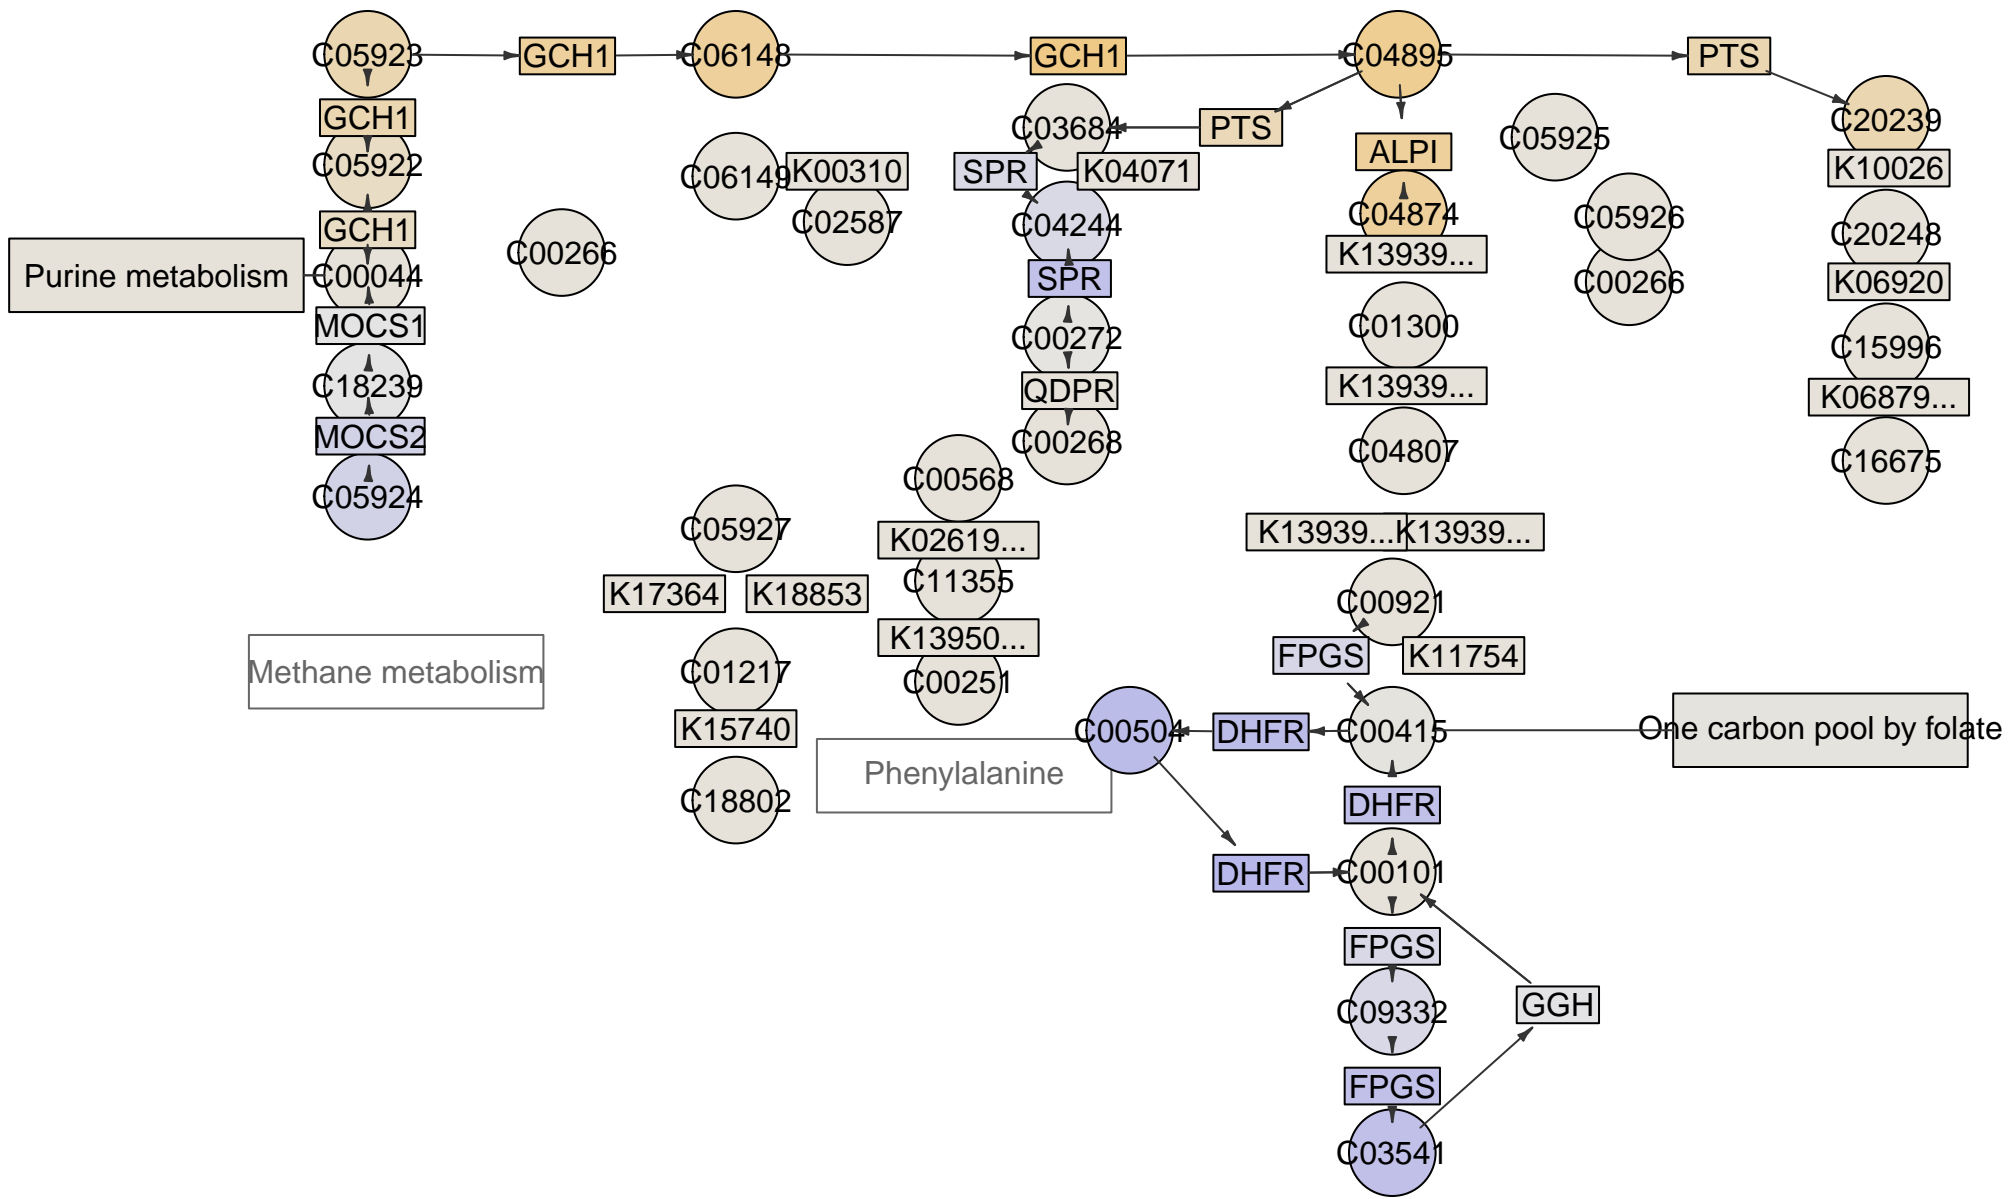 C05923
GCH1
C06148
GCH1
C04895
PTS
GCH1
C03684
PTS
C05925
C20239
C05922
C06149
K00310
SPR
K04071
ALPI
K10026
GCH1
C02587
C04244
C04874
C05926
C20248
C00266
K13939...
Purine metabolism
C00044
SPR
C00266
K06920
MOCS1
C00272
C01300
C15996
C18239
QDPR
K13939...
K06879...
MOCS2
C00268
C04807
C16675
C05924
C00568
C05927
K02619...
K13939...
K13939...
K17364
K18853
C11355
C00921
K13950...
FPGS
K11754
Methane metabolism
C01217
C00251
K15740
C00504
DHFR
C00415
One carbon pool by folate
Phenylalanine
C18802
DHFR
DHFR
C00101
FPGS
C09332
GGH
FPGS
C03541